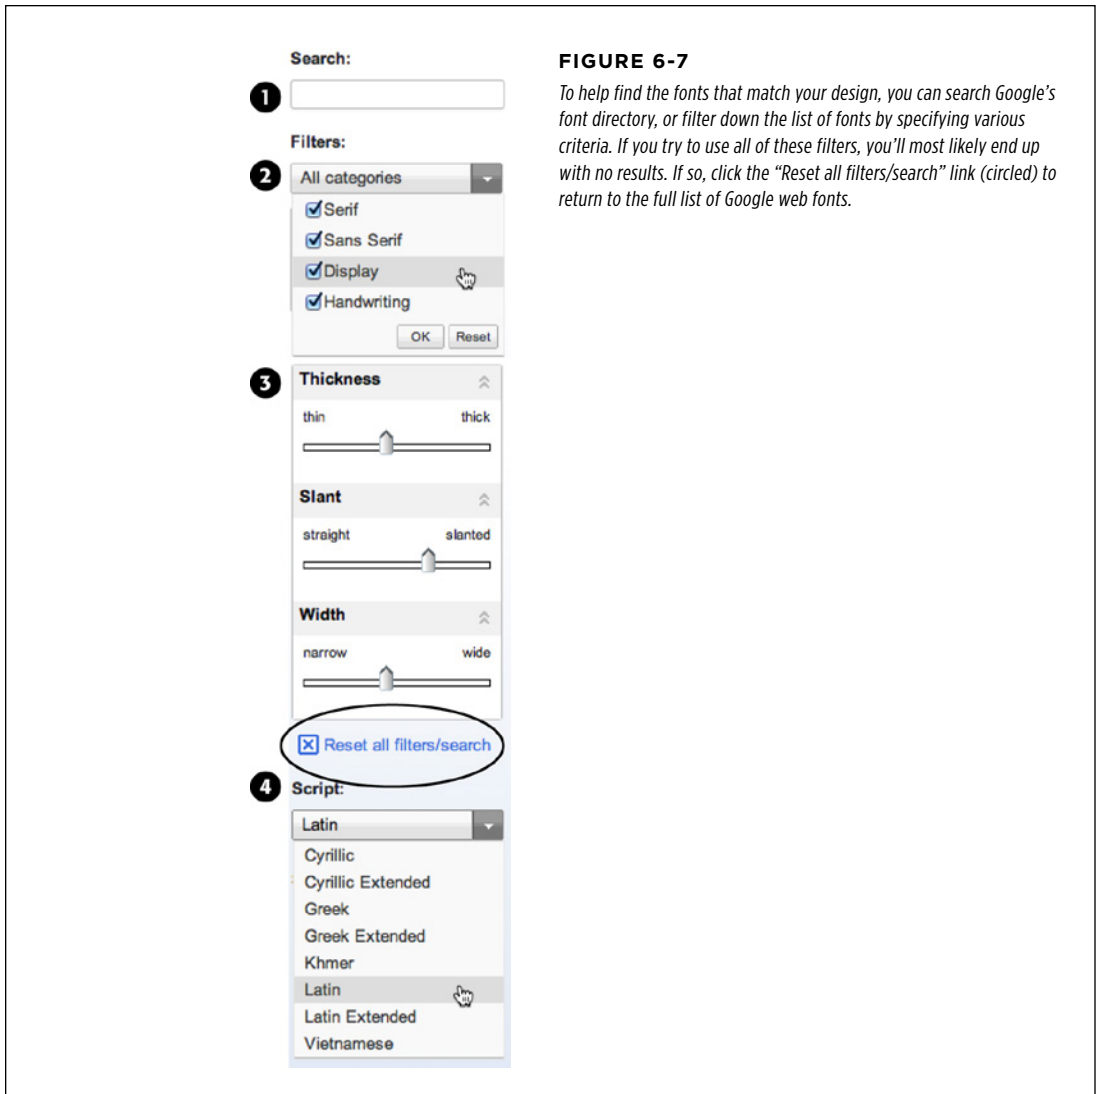 Search:
1
Filters:
2
All categories
Serif
Sans Serif
Display
Handwriting
OK Reset
3
Thickness
thin thick
Slant
straight slanted
Width
narrow wide
Reset all filters/search
4
Script:
Latin
Cyrillic
Cyrillic Extended
Greek
Greek Extended
Khmer
Latin
Latin Extended
Vietnamese
FIGURE 6-7
To help find the fonts that match your design, you can search Google's
font directory, or filter down the list of fonts by specifying various
criteria. If you try to use all of these filters, you'll most likely end up
with no results. If so, click the “Reset all filters/search” link (circled) to
return to the full list of Google web fonts.